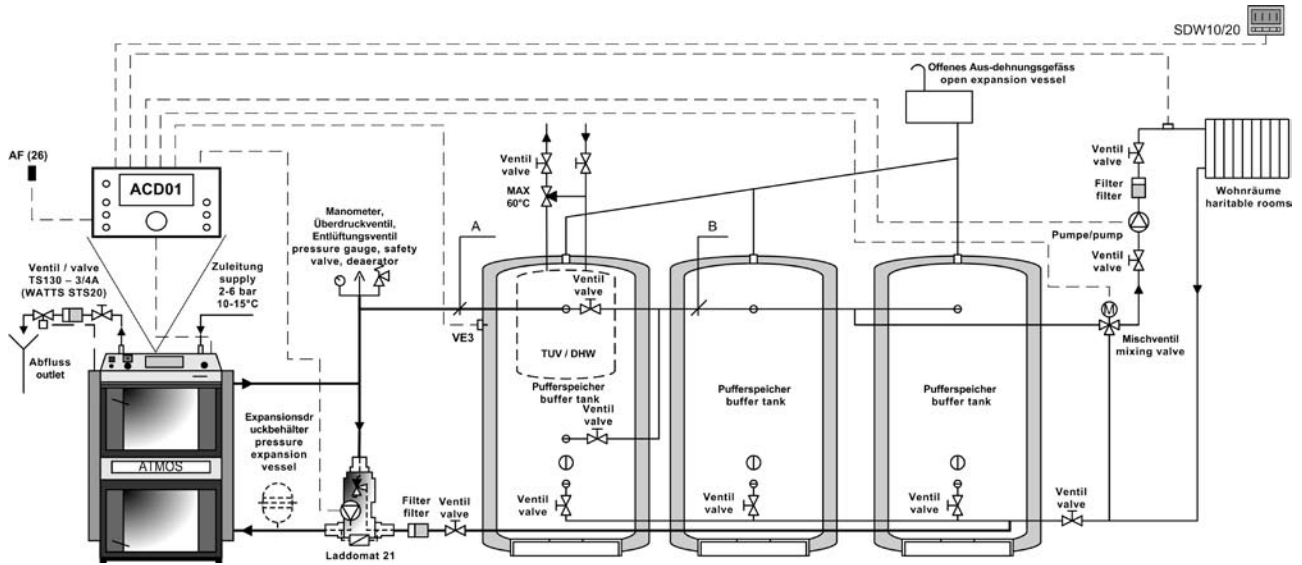 SDW10/20
Offenes Aus-dehnungsgefäss
open expansion vessel
AF (26)
ACD01
Ventil
valve
MAX
60°C
Ventil
valve
Filter
filter
Pumpe/pump
Ventil
valve
Wohnräume
haritable rooms
Manometer,
Überdruckventil,
Entlüftungsventil
pressure gauge, safety
valve, deaerator
A
B
Ventil / valve
TS130 – 3/4A
(WATTS STS20)
Zuleitung
supply
2-6 bar
10-15°C
Ventil
valve
VE3
M
Mischventil
mixing valve
Abfluss
outlet
TUV / DHW
Pufferspeicher
buffer tank
Pufferspeicher
buffer tank
Pufferspeicher
buffer tank
Ventil
valve
Expansionsdr
uckbehälter
pressure
expansion
vessel
ATMOS
Filter
filter
Ventil
valve
Ventil
valve
Ventil
valve
Ventil
valve
Ventil
valve
Laddomat 21